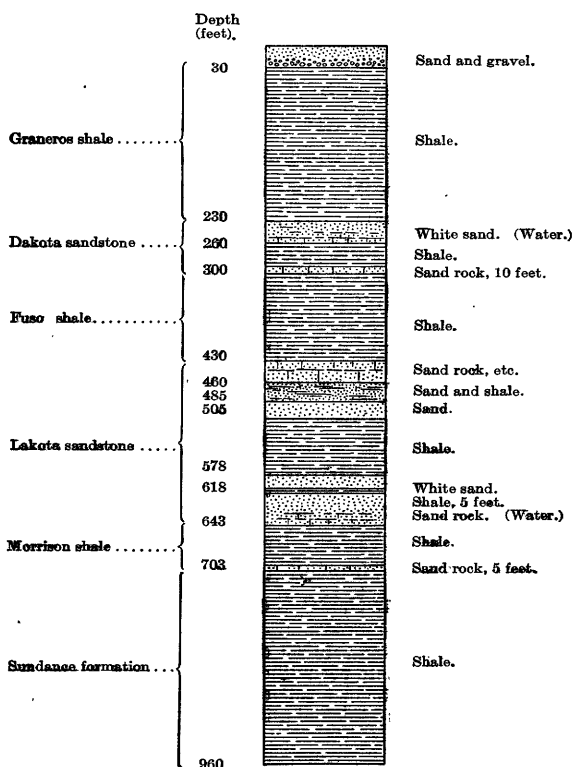 Depth
(feet).
30
Sand and gravel.
Graneros shale ........
Shale.
230
White sand. (Water.)
Dakota sandstone .....
260
Shale.
300
Sand rock, 10 feet.
Fuso shale............
Shale.
430
Sand rock, etc.
460
Sand and shale.
485
Sand.
505
Lakota sandstone .....
Shale.
578
618
White sand.
Shale, 5 feet.
Sand rock. (Water.)
643
Morrison shale ........
Shale.
703
Sand rock, 5 feet.
Sundance formation....
Shale.
960